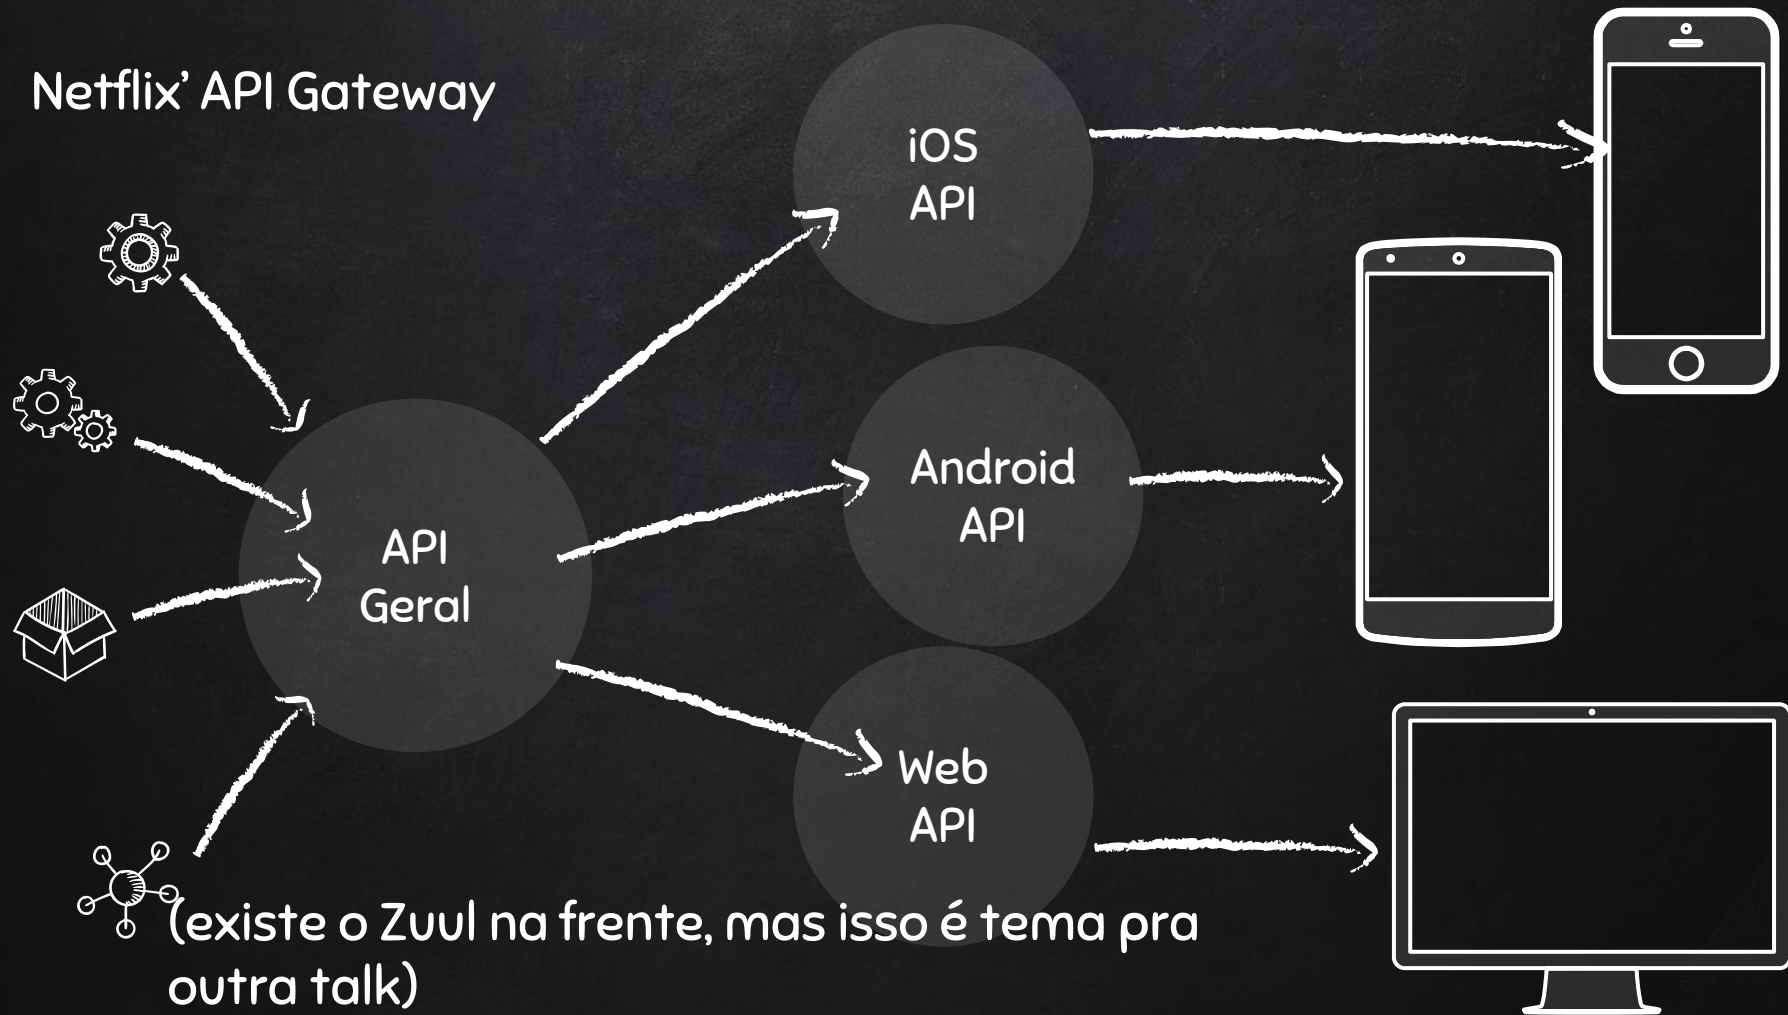 Netflix’ API Gateway
iOS
API
Android
API
API
Geral
Web
API
(existe o Zuul na frente, mas isso é tema pra
outra talk)